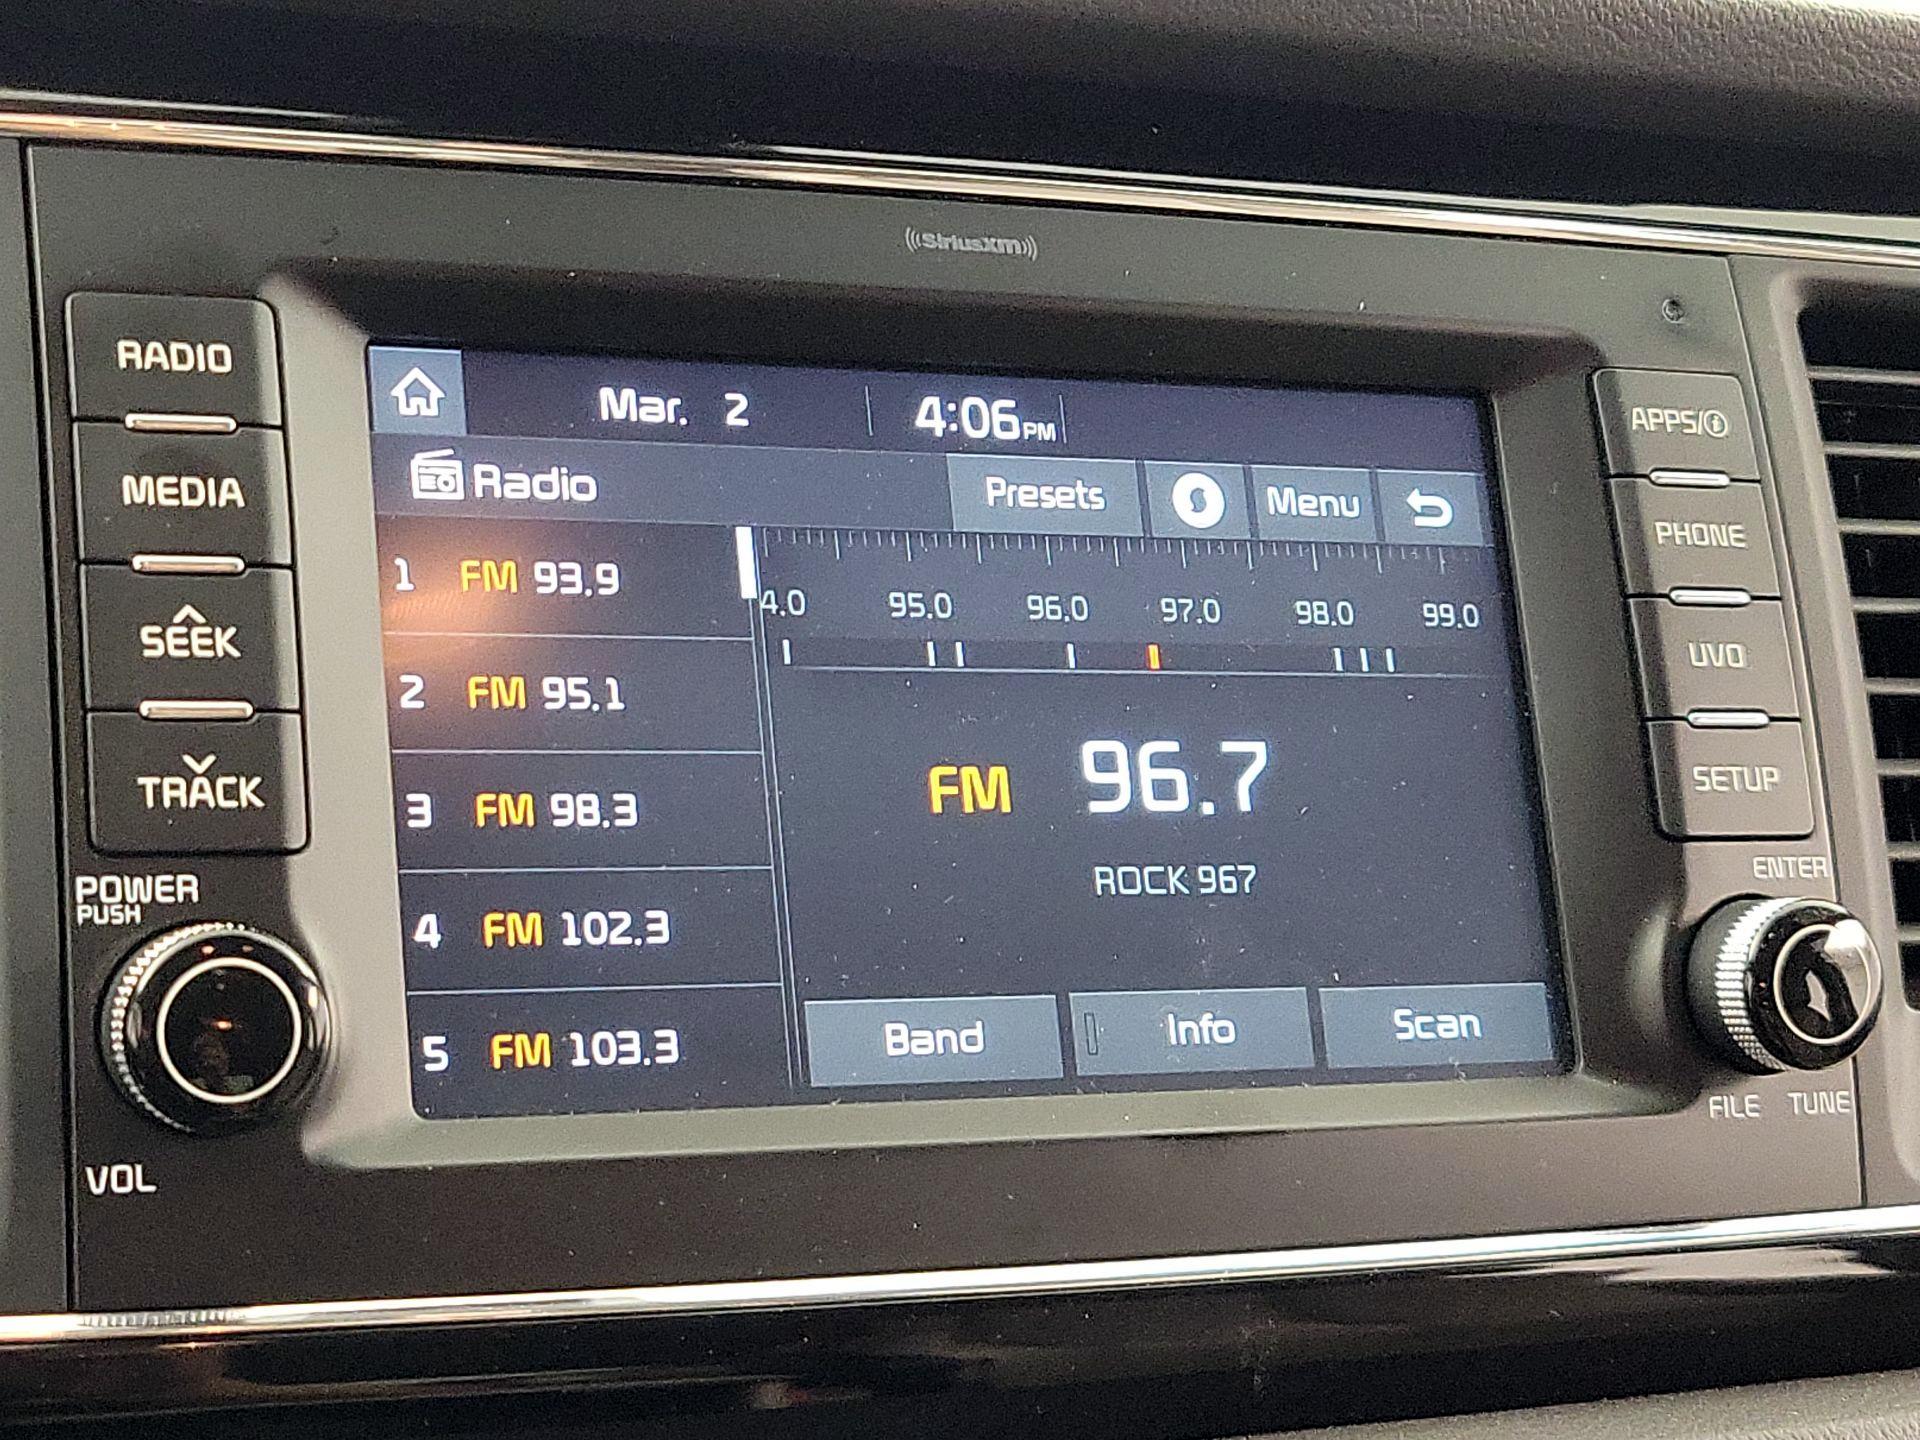 ((SiriusXM))
RADIO
MEDIA
SEEK
TRACK
POWER
PUSH
VOL
Mar. 2 4:06PM
Radio Presets Menu
1 FM 93.9
2 FM 95.1
3 FM 98.3
4 FM 102.3
5 FM 103.3
4.0 95.0 96.0 97.0 98.0 99.0
FM 96.7
ROCK 967
Band Info Scan
APPS/i
PHONE
UVO
SETUP
ENTER
FILE TUNE